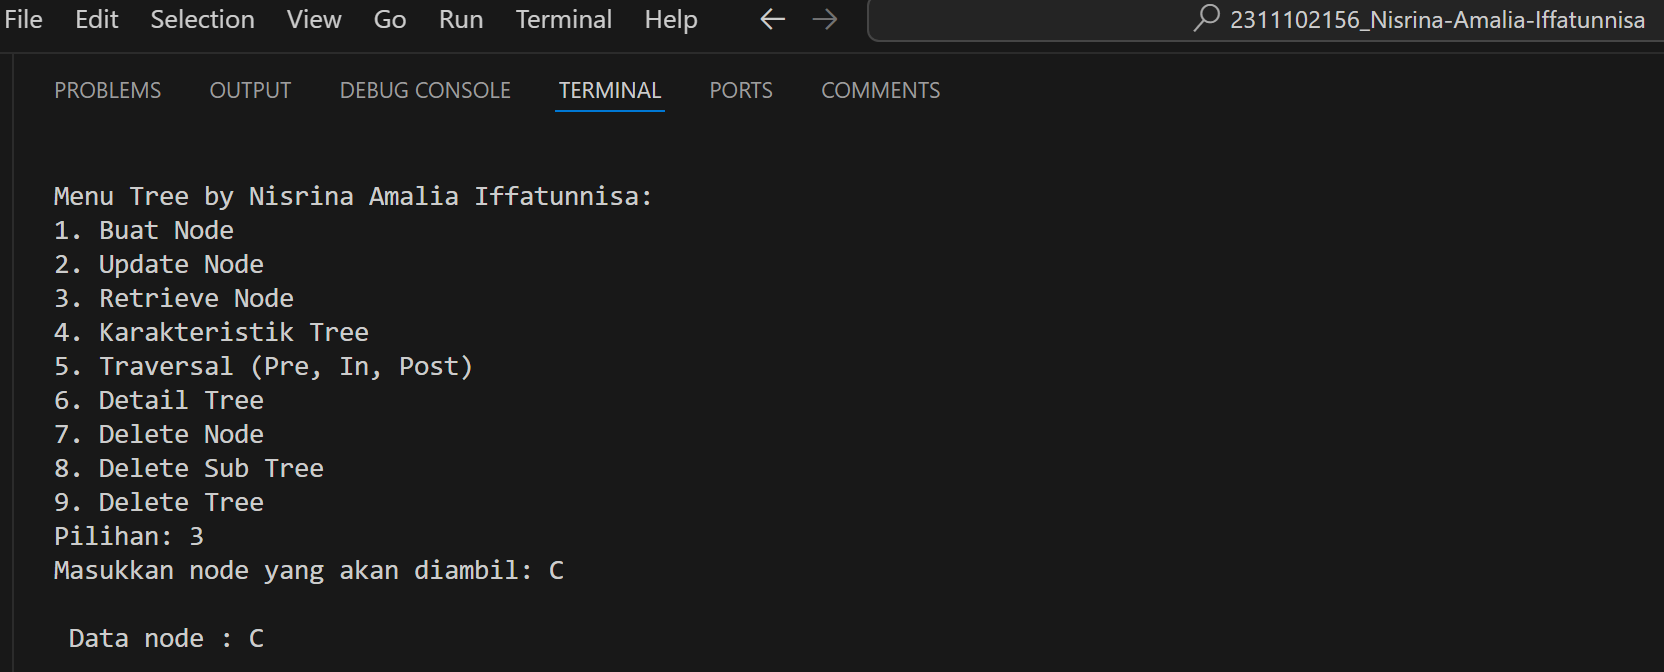 File Edit Selection View Go Run Terminal Help 2311102156_Nisrina-Amalia-Iffatunnisa
PROBLEMS OUTPUT DEBUG CONSOLE TERMINAL PORTS COMMENTS
Menu Tree by Nisrina Amalia Iffatunnisa:
1. Buat Node
2. Update Node
3. Retrieve Node
4. Karakteristik Tree
5. Traversal (Pre, In, Post)
6. Detail Tree
7. Delete Node
8. Delete Sub Tree
9. Delete Tree
Pilihan: 3
Masukkan node yang akan diambil: C
Data node : C